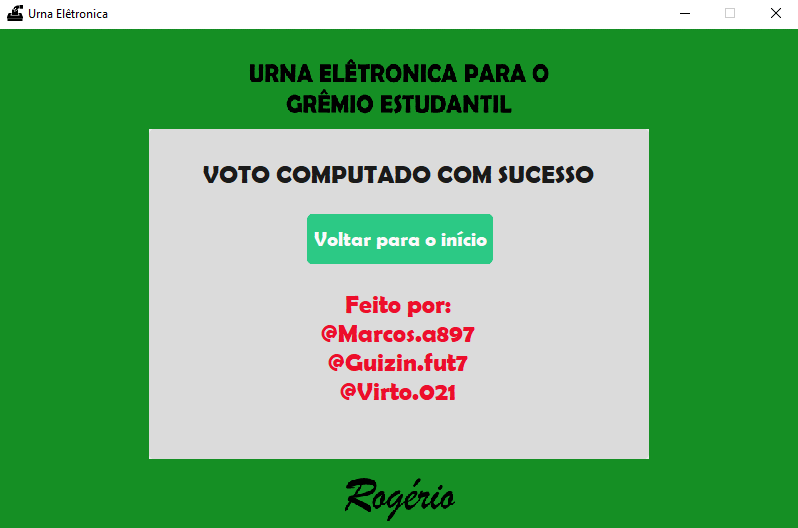 Urna Elêtronica
URNA ELÊTRONICA PARA O
GRÊMIO ESTUDANTIL
VOTO COMPUTADO COM SUCESSO
Voltar para o início
Feito por:
@Marcos.a897
@Guizin.fut7
@Virto.021
Rogério